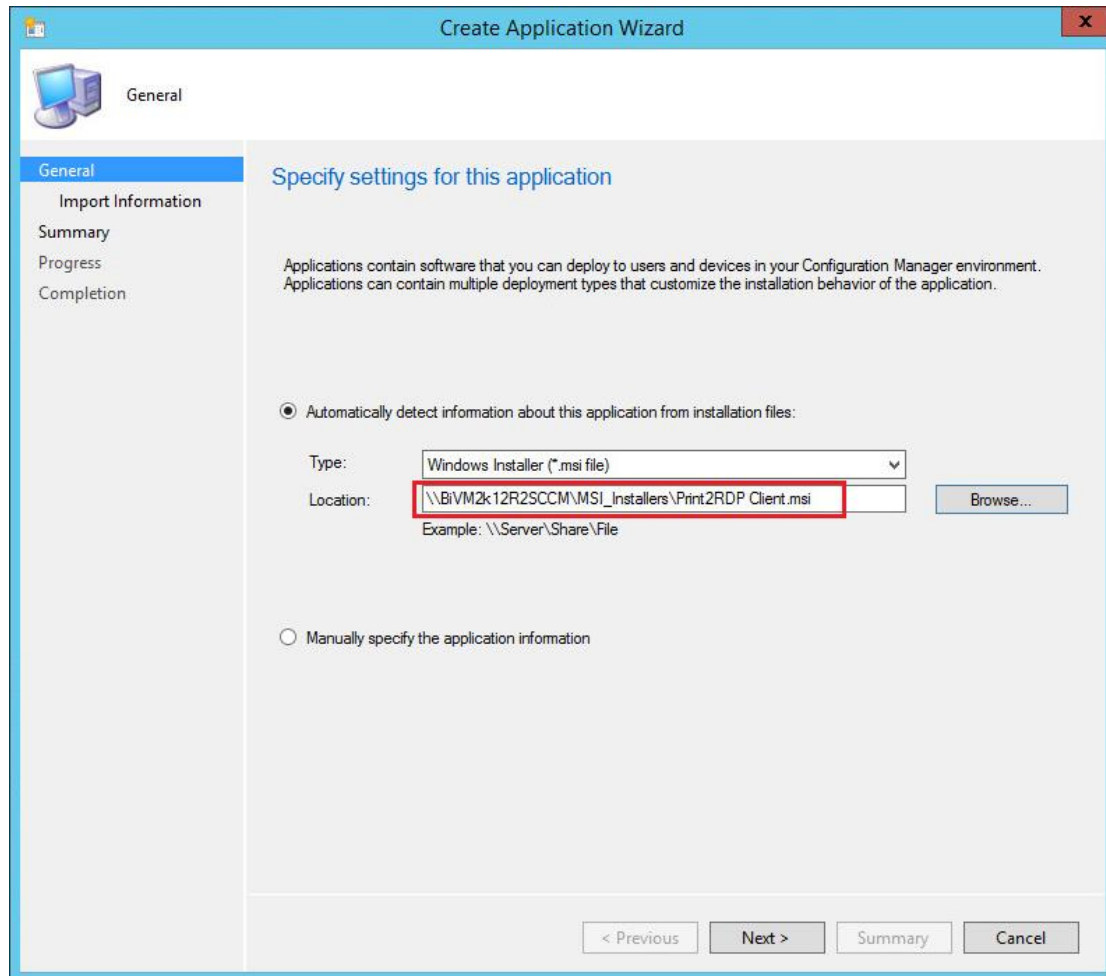 Create Application Wizard
x
General
General
Import Information
Summary
Progress
Completion
Specify settings for this application
Applications contain software that you can deploy to users and devices in your Configuration Manager environment.
Applications can contain multiple deployment types that customize the installation behavior of the application.
Automatically detect information about this application from installation files:
Type: Windows Installer (*.msi file)
Location: \\BiVM2k12R2SCCM\MSI_Installers\Print2RDP Client.msi Browse...
Example: \\Server\Share\File
Manually specify the application information
< Previous Next > Summary Cancel